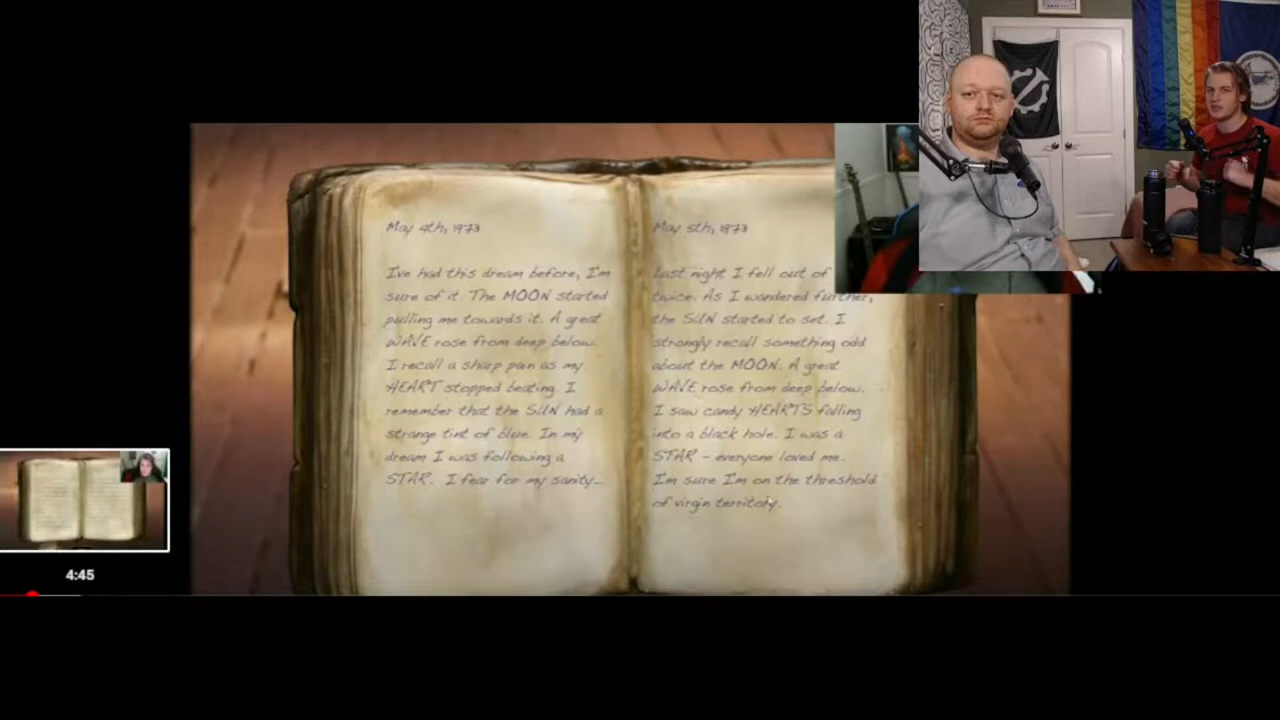 May 4th, 1973
I've had this dream before, I'm
sure of it. The MOON started
pulling me towards it. A great
WAVE rose from deep below.
I recall a sharp pain as my
HEART stopped beating. I
remember that the SUN had a
strange tint of blue. In my
dream I was following a
STAR. I fear for my sanity...
May 5th, 1973
Last night I fell out of
twice. As I wandered further,
the SUN started to set. I
strongly recall something odd
about the MOON. A great
WAVE rose from deep below.
I saw candy HEARTS falling
into a black hole. I was a
STAR - everyone loved me.
I'm sure I'm on the threshold
of virgin territory.
4:45